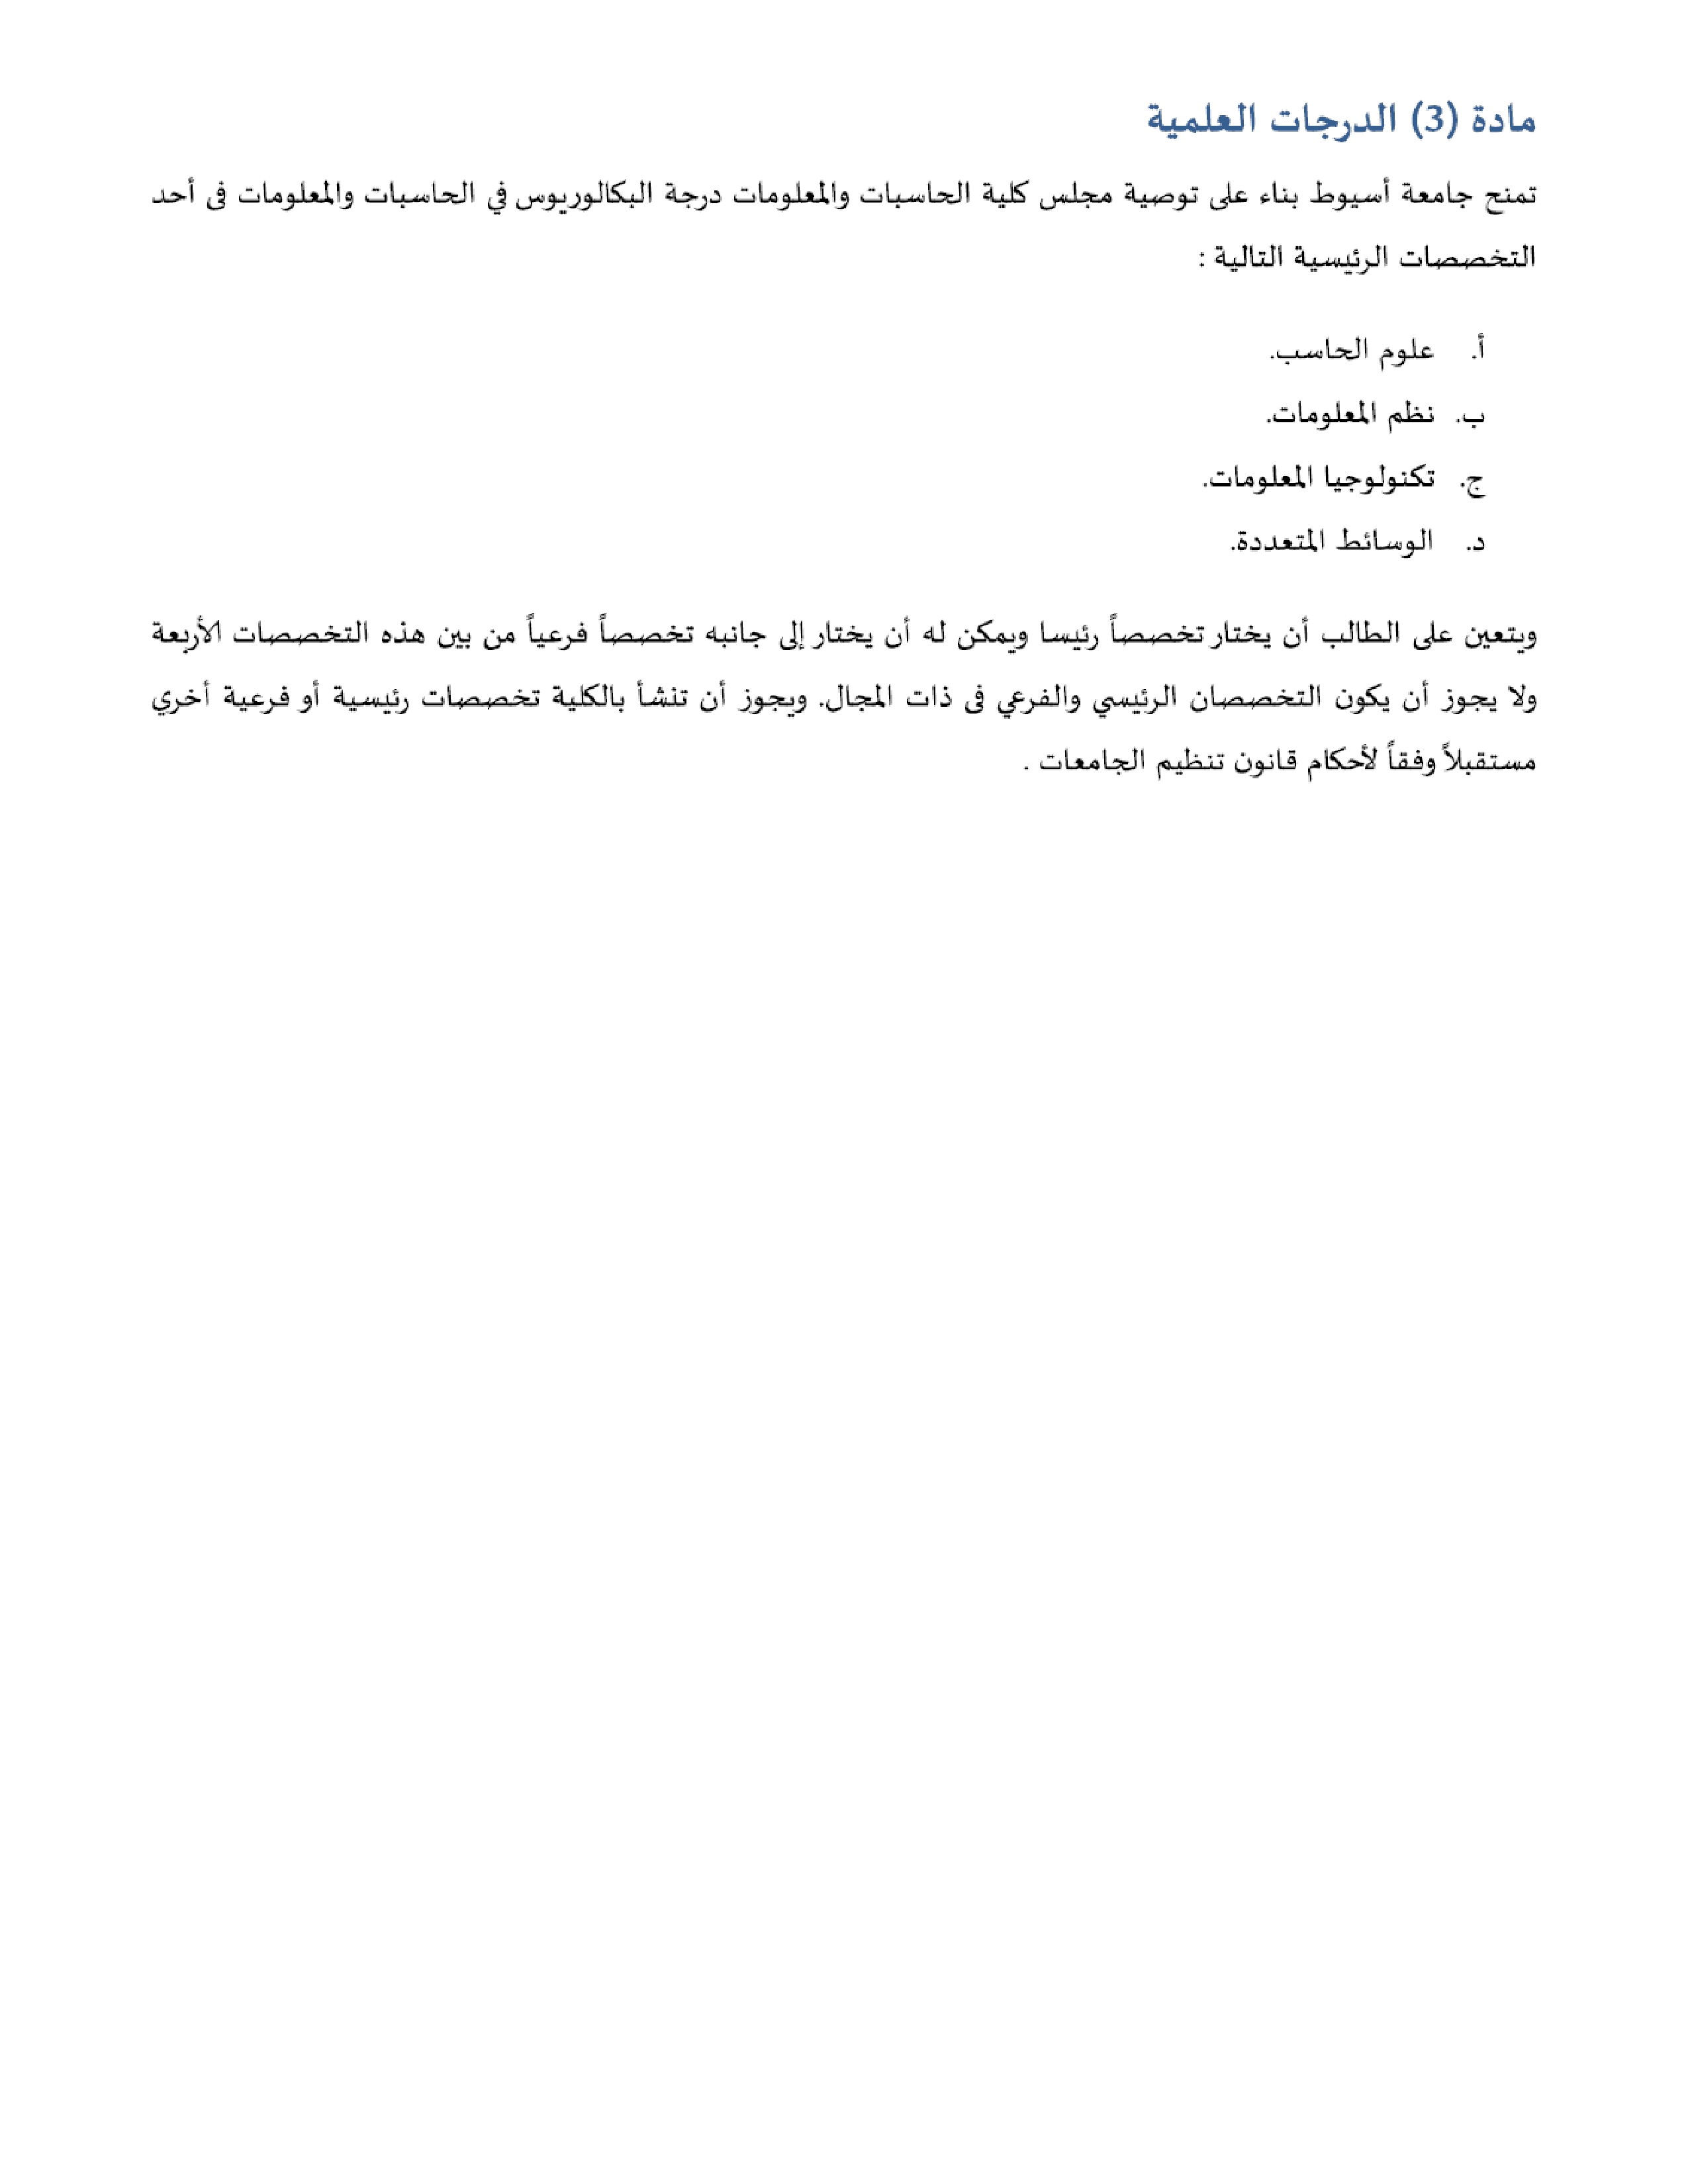 مادة (3) الدرجات العلمية
تمنح جامعة أسيوط بناء على توصية مجلس كلية الحاسبات والمعلومات درجة البكالوريوس في الحاسبات والمعلومات فى أحد
التخصصات الرئيسية التالية :
أ. علوم الحاسب.
ب. نظم المعلومات.
ج. تكنولوجيا المعلومات.
د. الوسائط المتعددة.
ويتعين على الطالب أن يختار تخصصاً رئيسا ويمكن له أن يختار إلى جانبه تخصصاً فرعياً من بين هذه التخصصات الأربعة
ولا يجوز أن يكون التخصصان الرئيسي والفرعي فى ذات المجال. ويجوز أن تنشأ بالكلية تخصصات رئيسية أو فرعية أخري
مستقبلاً وفقاً لأحكام قانون تنظيم الجامعات .